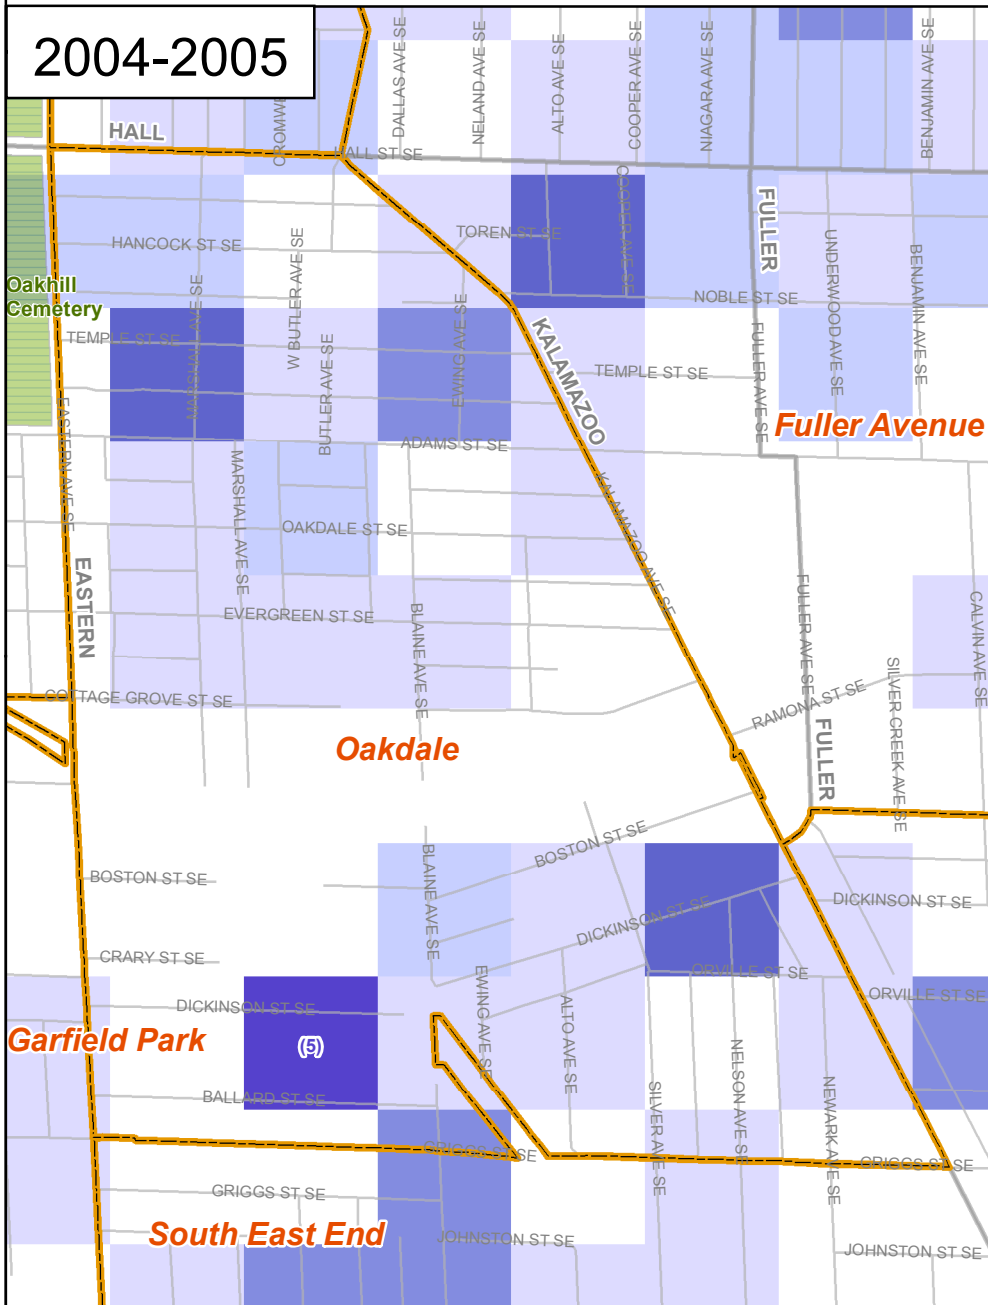 2004-2005
DALLAS AVE SE
NELAND AVE SE
ALTO AVE SE
COOPER AVE SE
NIAGARA AVE SE
BENJAMIN AVE SE
HALL
HALL ST SE
COOPER AVE SE
FULLER
TOREN ST SE
HANCOCK ST SE
W BUTLER AVE SE
UNDERWOOD AVE SE
BENJAMIN AVE SE
Oakhill
Cemetery
NOBLE ST SE
MARSHALL AVE SE
EWING AVE SE
TEMPLE ST SE
BUTLER AVE SE
KALAMAZOO
FULLER AVE SE
TEMPLE ST SE
EASTERN AVE SE
Fuller Avenue
ADAMS ST SE
MARSHALL AVE SE
OAKDALE ST SE
KALAMAZOO AVE SE
EASTERN
EVERGREEN ST SE
BLAINE AVE SE
FULLER AVE SE
CALVIN AVE SE
COTTAGE GROVE ST SE
RAMONA ST SE
SILVER CREEK AVE SE
FULLER
Oakdale
BOSTON ST SE
BOSTON ST SE
BLAINE AVE SE
DICKINSON ST SE
DICKINSON ST SE
CRARY ST SE
ORVILLE ST SE
ORVILLE ST SE
DICKINSON ST SE
EWING AVE SE
ALTO AVE SE
Garfield Park
(5)
NELSON AVE SE
SILVER AVE SE
NEWARK AVE SE
BALLARD ST SE
GRIGGS ST SE
GRIGGS ST SE
GRIGGS ST SE
South East End
JOHNSTON ST SE
JOHNSTON ST SE